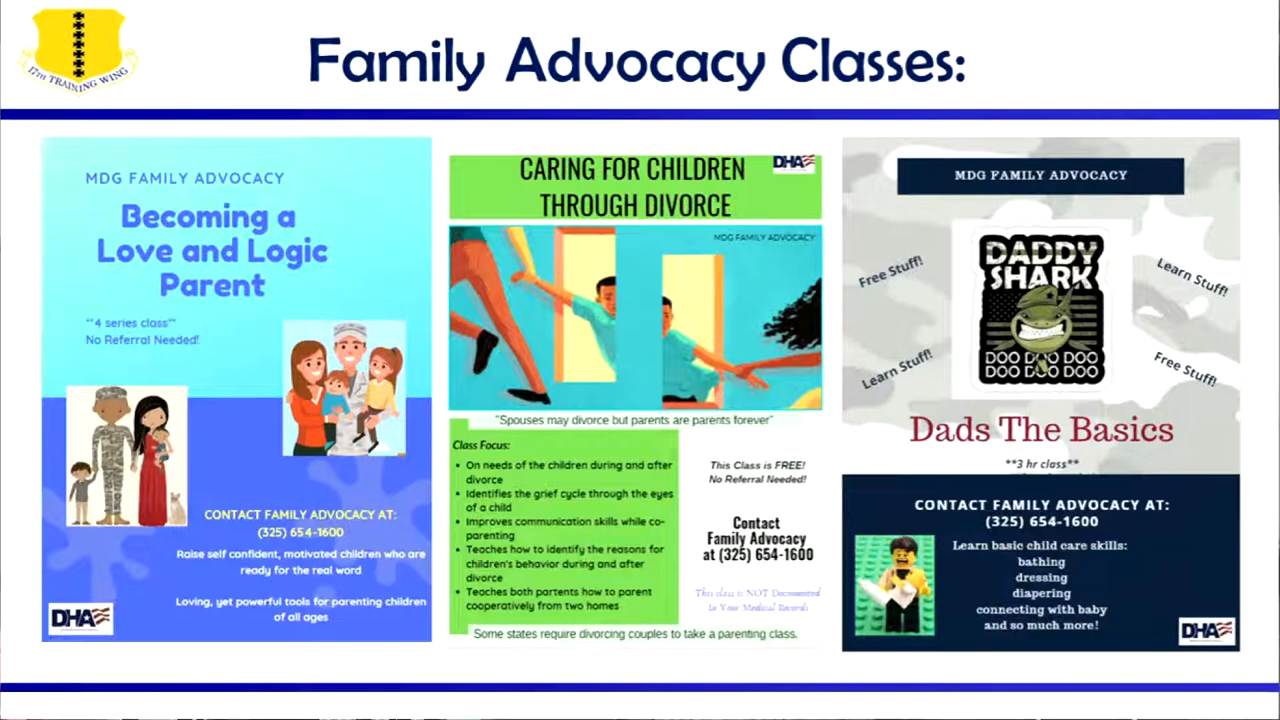 17TH TRAINING WING
Family Advocacy Classes:
MDG FAMILY ADVOCACY
Becoming a
Love and Logic
Parent
**4 series class**
No Referral Needed!
CONTACT FAMILY ADVOCACY AT:
(325) 654-1600
Raise self confident, motivated children who are
ready for the real word
Loving, yet powerful tools for parenting children
of all ages
DHA
CARING FOR CHILDREN
THROUGH DIVORCE
DHA
MDG FAMILY ADVOCACY
"Spouses may divorce but parents are parents forever"
Class Focus:
• On needs of the children during and after
divorce
• Identifies the grief cycle through the eyes
of a child
• Improves communication skills while co-
parenting
• Teaches how to identify the reasons for
children's behavior during and after
divorce
• Teaches both partents how to parent
cooperatively from two homes
This Class is FREE!
No Referral Needed!
Contact
Family Advocacy
at (325) 654-1600
This class is NOT Documented
In Your Medical Records
Some states require divorcing couples to take a parenting class.
MDG FAMILY ADVOCACY
Free Stuff!
Learn Stuff!
DADDY
SHARK
DOO DOO DOO
DOO DOO DOO
Learn Stuff!
Free Stuff!
Dads The Basics
**3 hr class**
CONTACT FAMILY ADVOCACY AT:
(325) 654-1600
Learn basic child care skills:
bathing
dressing
diapering
connecting with baby
and so much more!
DHA